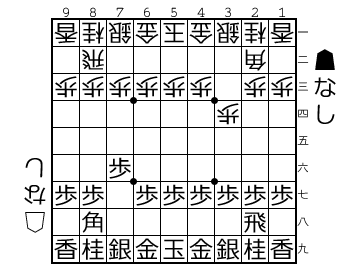 9 8 7 6 5 4 3 2 1
香 桂 銀 金 王 金 銀 桂 香 一
飛 角 二
歩 歩 歩 歩 歩 歩 歩 歩 三
歩 四
五
歩 六
歩 歩 歩 歩 歩 歩 歩 歩 七
角 飛 八
香 桂 銀 金 玉 金 銀 桂 香 九
☗なし
☖なし